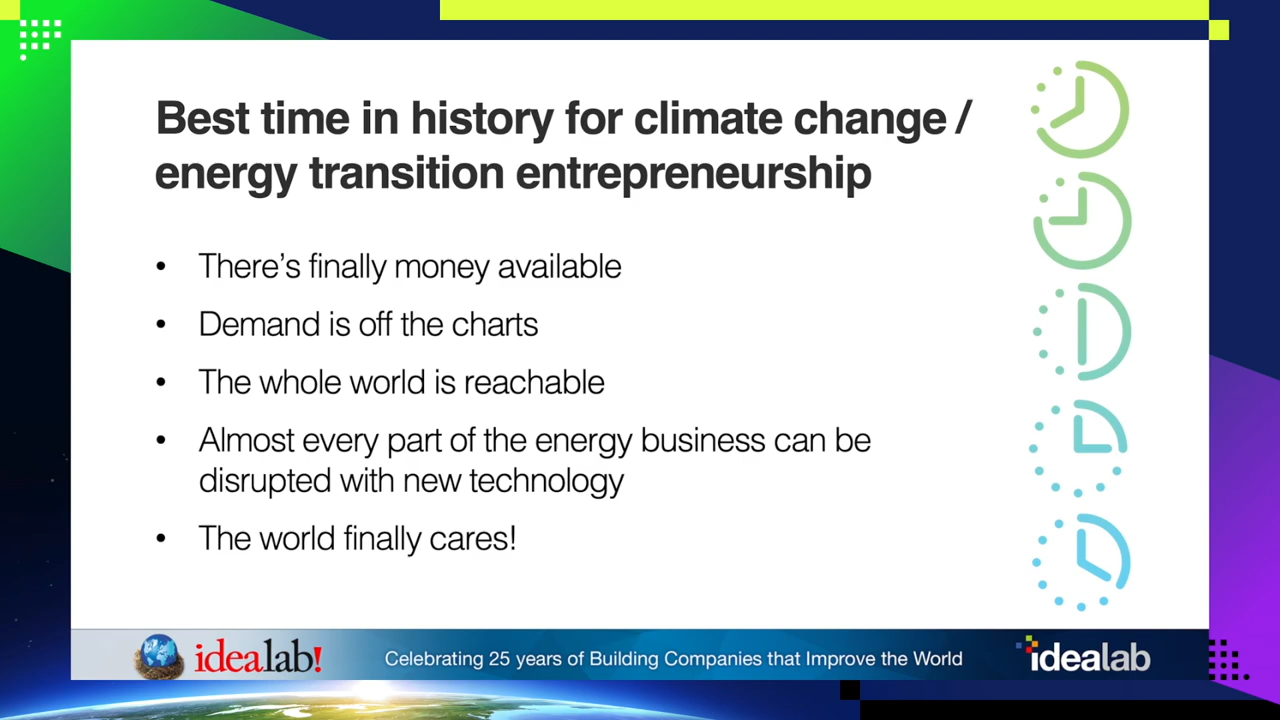 Best time in history for climate change /
energy transition entrepreneurship
• There’s finally money available
• Demand is off the charts
• The whole world is reachable
• Almost every part of the energy business can be
disrupted with new technology
• The world finally cares!
idealab!
Celebrating 25 years of Building Companies that Improve the World
idealab